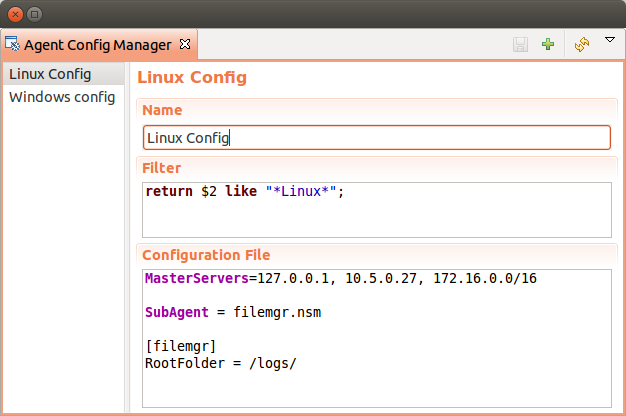 Agent Config Manager
Linux Config
Windows config
Linux Config
Name
Linux Config
Filter
return $2 like "*Linux*";
Configuration File
MasterServers=127.0.0.1, 10.5.0.27, 172.16.0.0/16
SubAgent = filemgr.nsm
[filemgr]
RootFolder = /logs/